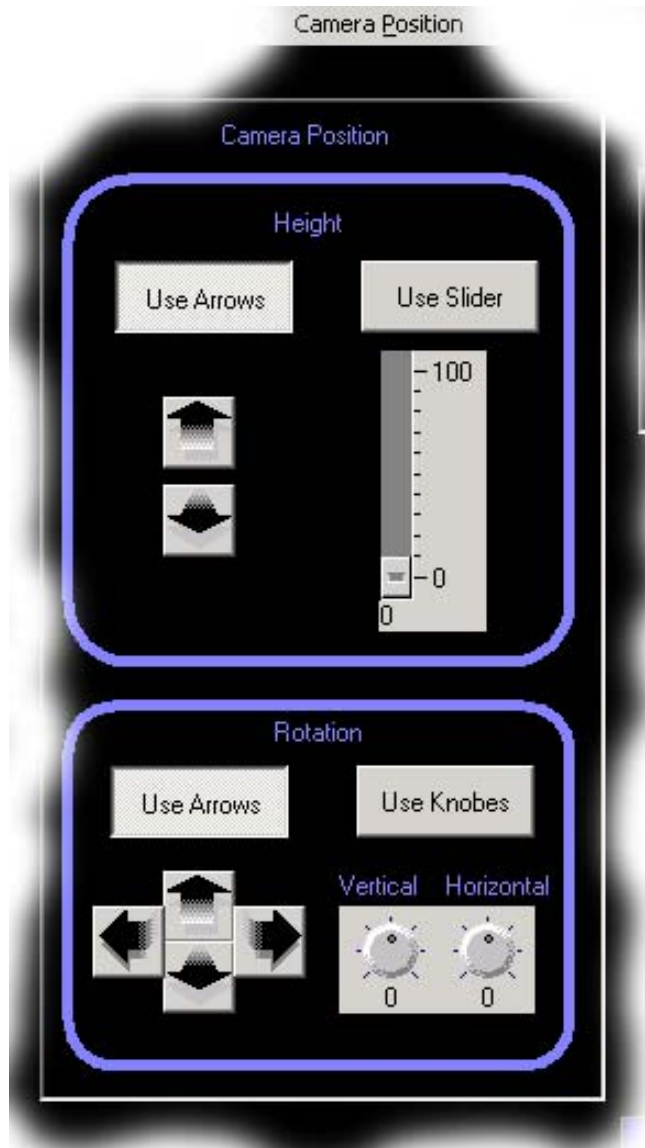 Camera Position
Camera Position
Height
Use Arrows Use Slider
100
0
0
Rotation
Use Arrows Use Knobes
Vertical Horizontal
0 0